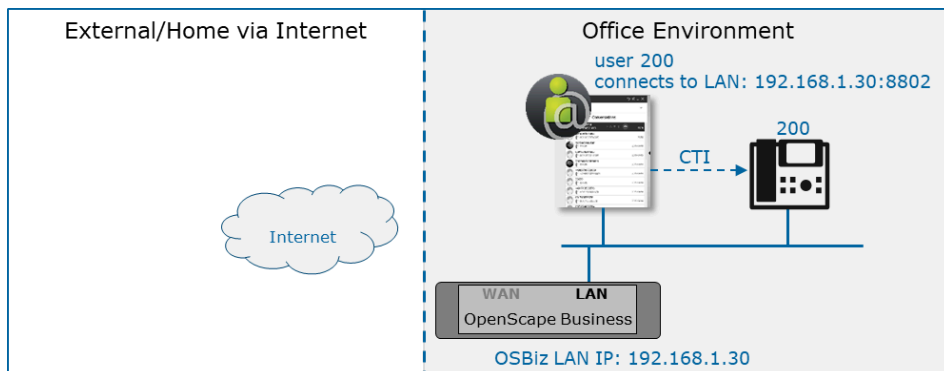 External/Home via Internet
Office Environment
user 200
connects to LAN: 192.168.1.30:8802
200
CTI
Internet
WAN LAN
OpenScape Business
OSBiz LAN IP: 192.168.1.30